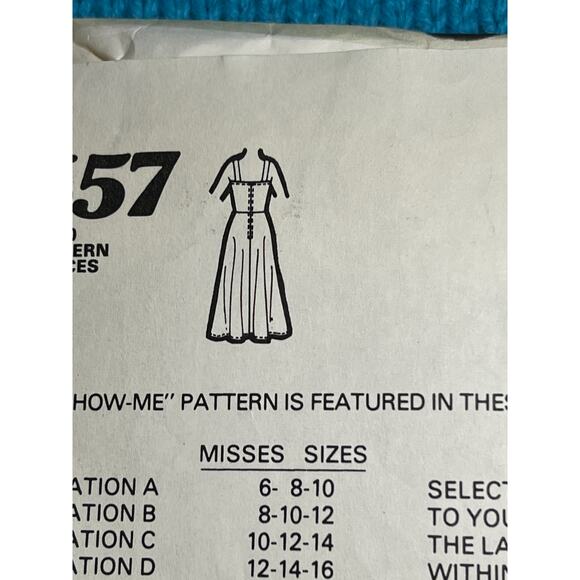 57
ERN
CES
HOW-ME" PATTERN IS FEATURED IN THES
MISSES SIZES
ATION A 6- 8-10 SELECT
ATION B 8-10-12 TO YOU
ATION C 10-12-14 THE LA
ATION D 12-14-16 WITHIN